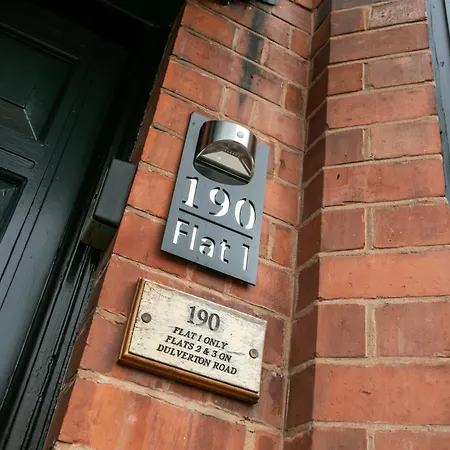 190
Flat 1
190
FLAT 1 ONLY
FLATS 2 & 3 ON
DULVERTON ROAD